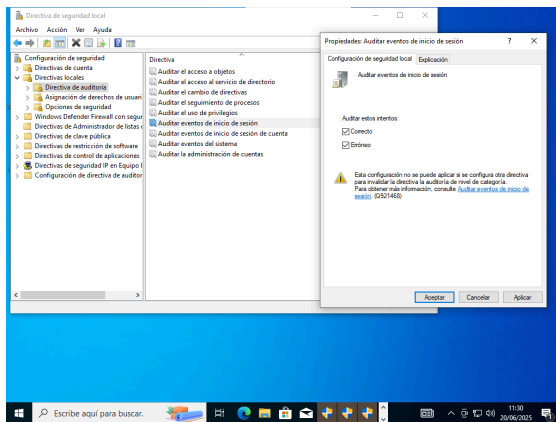 Directiva de seguridad local
Archivo Acción Ver Ayuda
Configuración de seguridad
Directivas de cuenta
Directivas locales
Directiva de auditoría
Asignación de derechos de usuari
Opciones de seguridad
Windows Defender Firewall con segur
Directivas de Administrador de listas
Directivas de clave pública
Directivas de restricción de software
Directivas de control de aplicaciones
Directivas de seguridad IP en Equipo l
Configuración de directiva de auditor
Directiva
Auditar el acceso a objetos
Auditar el acceso al servicio de directorio
Auditar el cambio de directivas
Auditar el seguimiento de procesos
Auditar el uso de privilegios
Auditar eventos de inicio de sesión
Auditar eventos de inicio de sesión de cuenta
Auditar eventos del sistema
Auditar la administración de cuentas
Propiedades: Auditar eventos de inicio de sesión
Configuración de seguridad local Explicación
Auditar eventos de inicio de sesión
Auditar estos intentos:
Correcto
Erróneo
Esta configuración no se puede aplicar si se configura otra directiva
para invalidar la directiva la auditoría de nivel de categoría.
Para obtener más información, consulte Auditar eventos de inicio de
sesión. (Q921468)
Aceptar Cancelar Aplicar
Escribe aquí para buscar.
11:30
20/06/2025